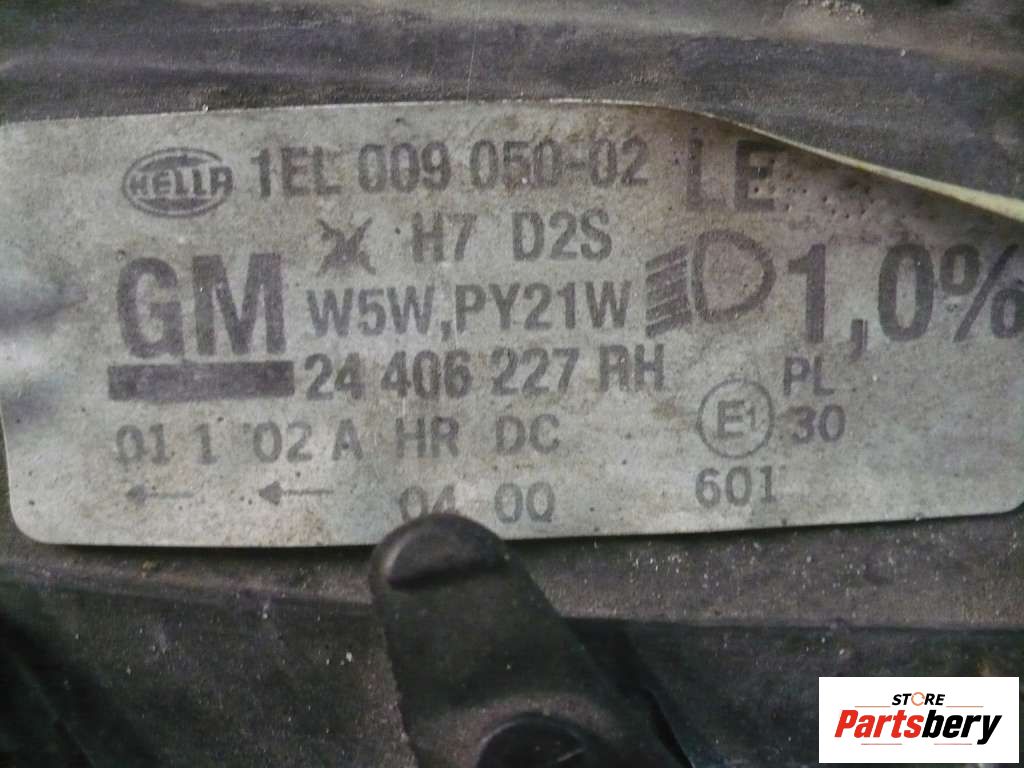 HELLA 1EL 009 050-02 LE
H7 D2S
GM W5W,PY21W 1,0%
24 406 227 RH PL
01 1 02 A HR DC E1 30
04 00 601
STORE
Partsbery